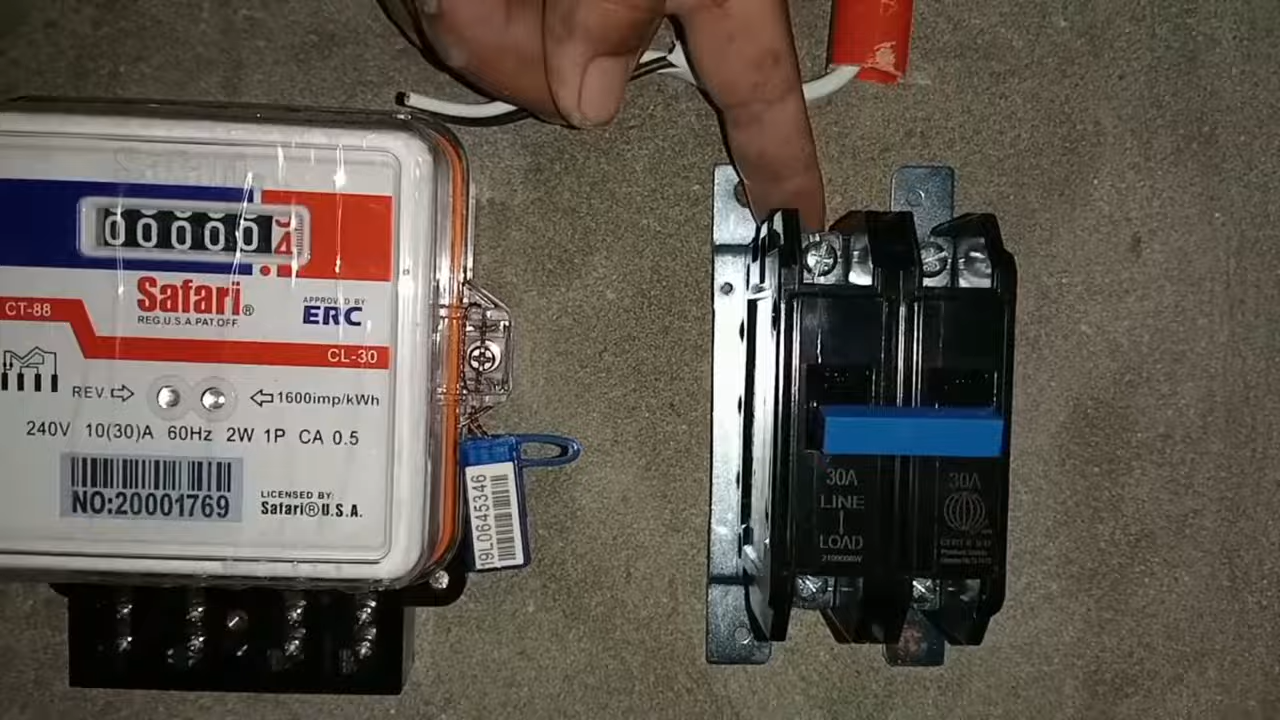 000004
Safari®
REG.U.S.A.PAT.OFF.
APPROVED BY
ERC
CT-88
CL-30
REV.⇨
⇦1600imp/kWh
240V 10(30)A 60Hz 2W 1P CA 0.5
NO:20001769
LICENSED BY:
Safari®U.S.A.
19L0645346
30A
LINE
LOAD
30A